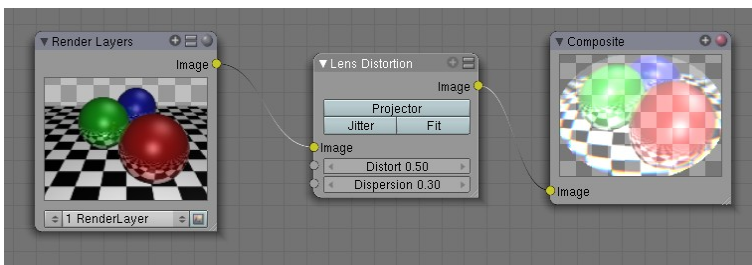 Render Layers
Image
1 RenderLayer
Lens Distortion
Image
Projector
Jitter Fit
Image
Distort 0.50
Dispersion 0.30
Composite
Image